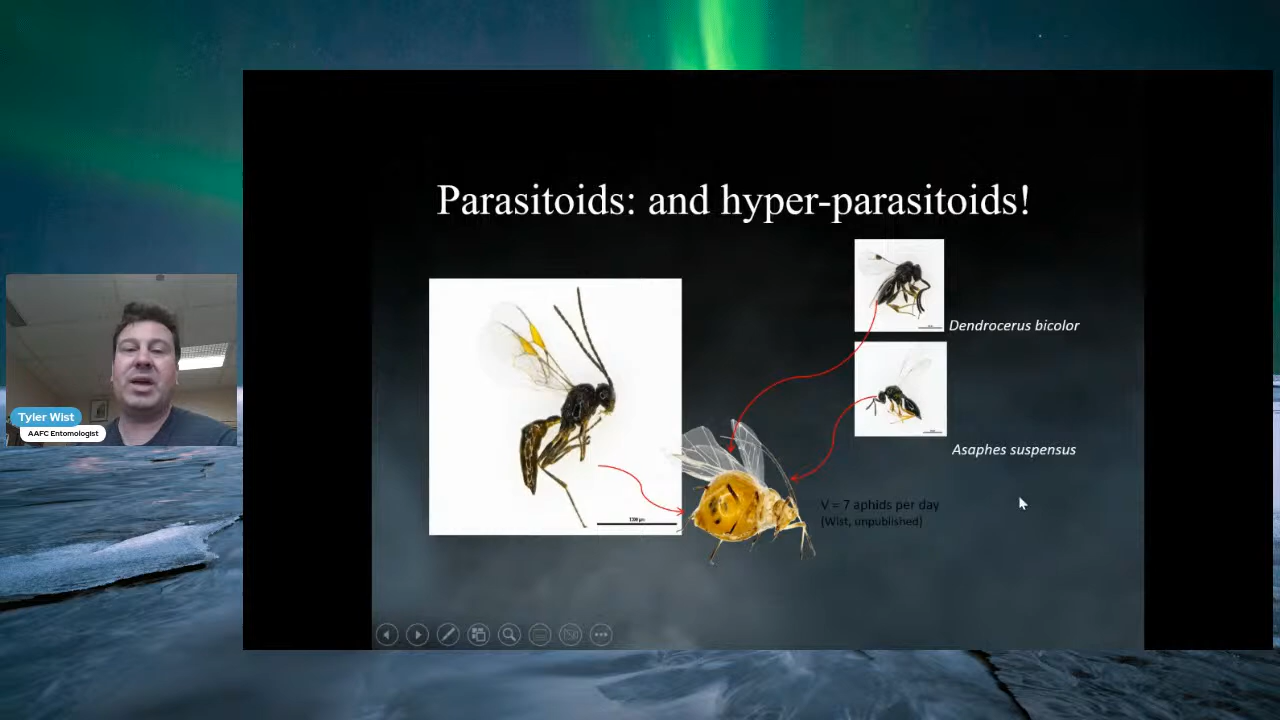 Parasitoids: and hyper-parasitoids!
Dendrocerus bicolor
Asaphes suspensus
V = 7 aphids per day
(Wist, unpublished)
Tyler Wist
AAFC Entomologist